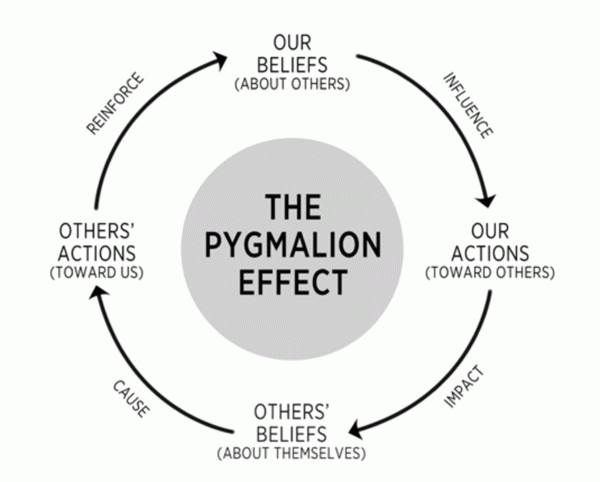 OUR
BELIEFS
(ABOUT OTHERS)
INFLUENCE
OUR
ACTIONS
(TOWARD OTHERS)
IMPACT
OTHERS'
BELIEFS
(ABOUT THEMSELVES)
CAUSE
OTHERS'
ACTIONS
(TOWARD US)
REINFORCE
THE
PYGMALION
EFFECT